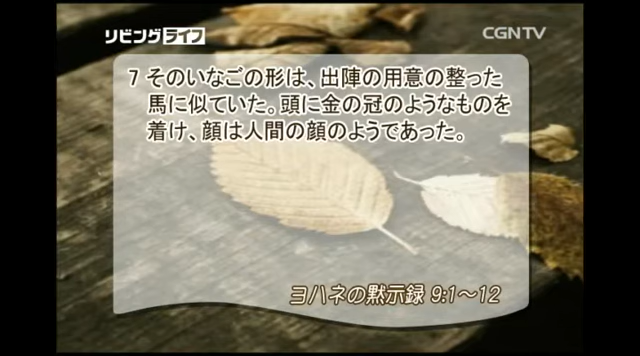 リビングライフ
CGNTV
7 そのいなごの形は、出陣の用意の整った
馬に似ていた。頭に金の冠のようなものを
着け、顔は人間の顔のようであった。
ヨハネの黙示録 9:1〜12